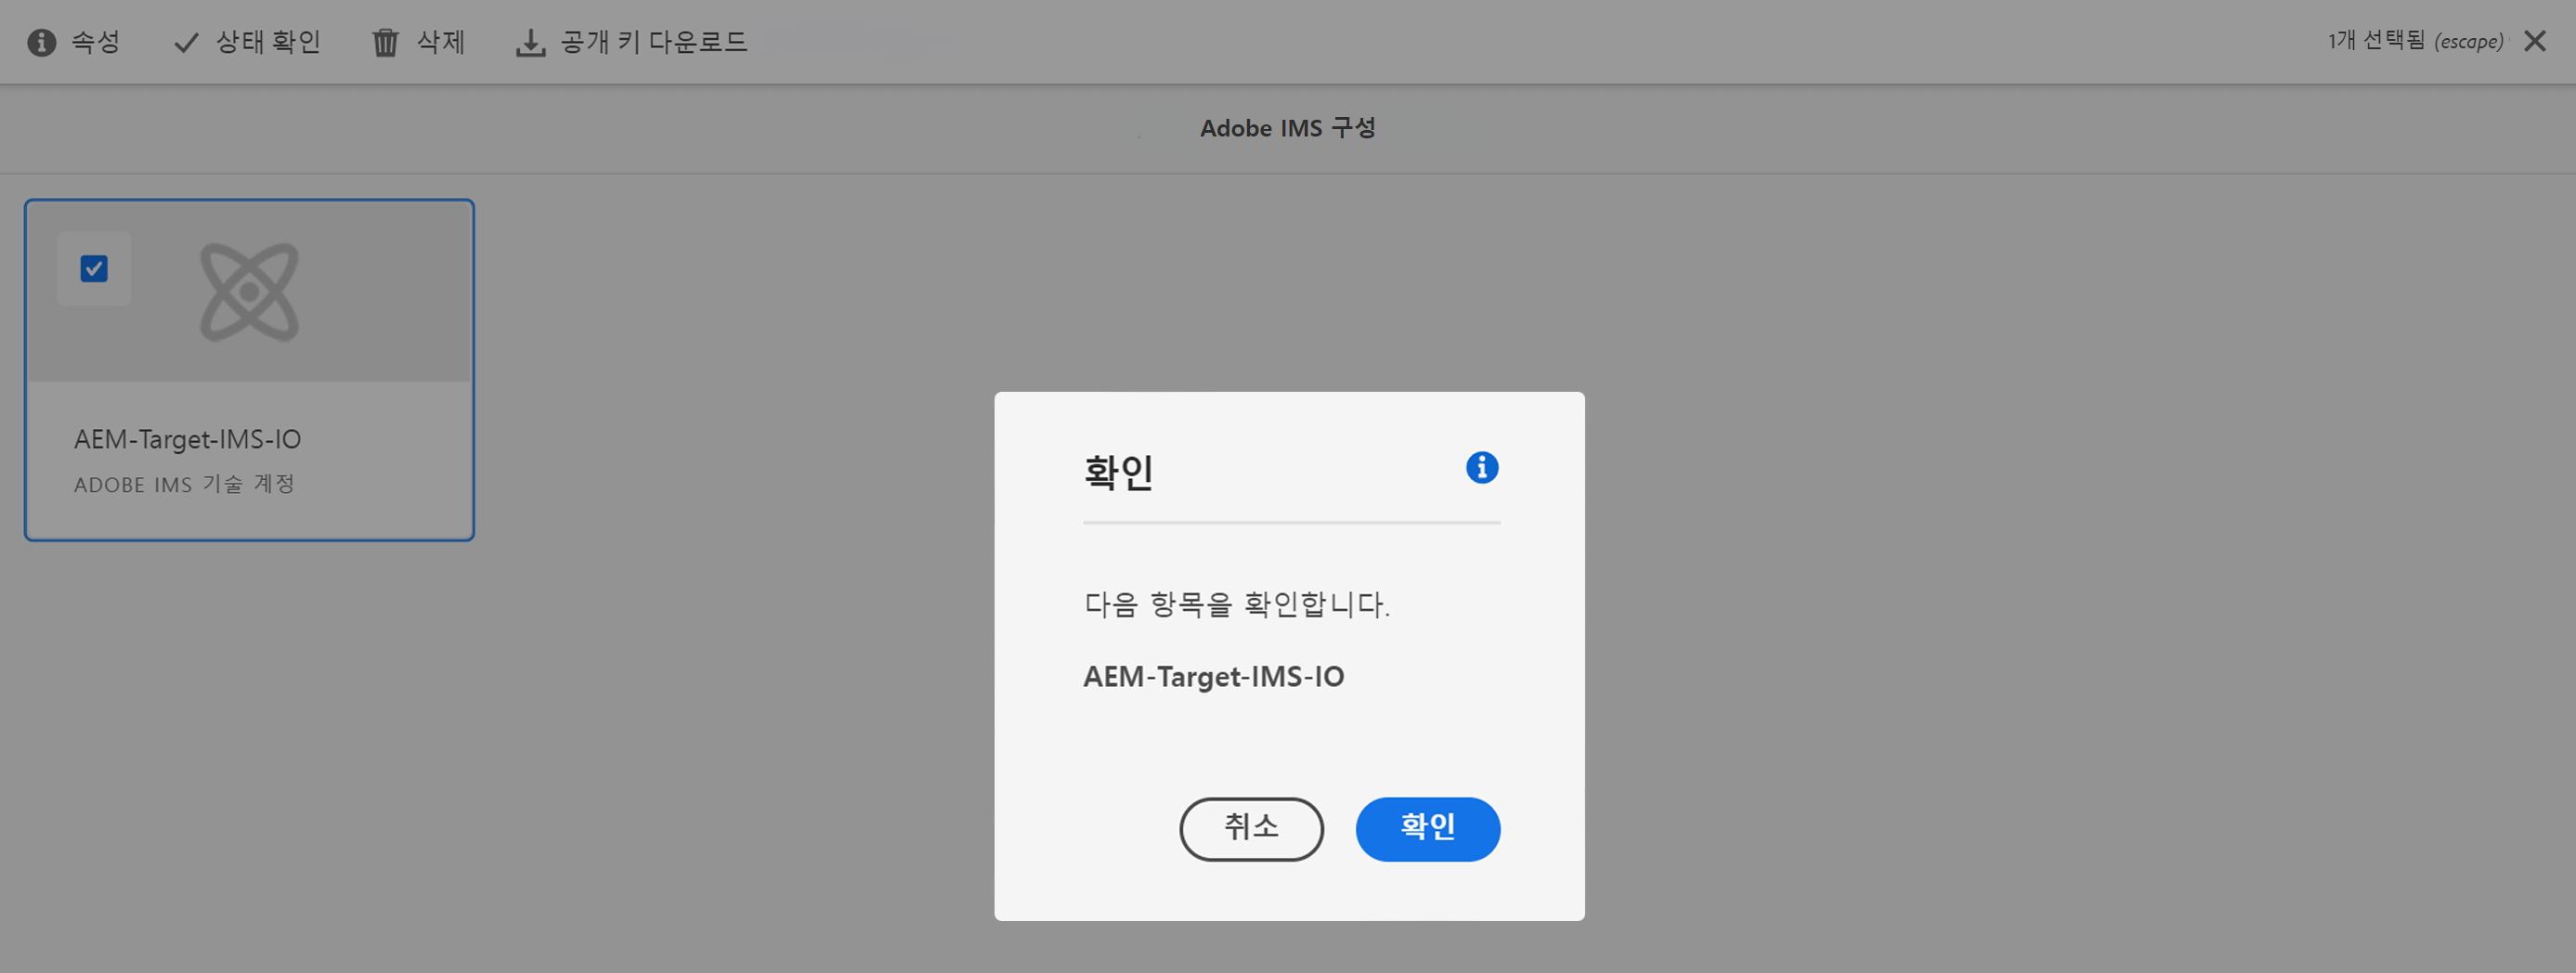 속성
상태 확인
삭제
공개 키 다운로드
1개 선택됨 (escape)
Adobe IMS 구성
AEM-Target-IMS-IO
ADOBE IMS 기술 계정
확인
다음 항목을 확인합니다.
AEM-Target-IMS-IO
취소
확인